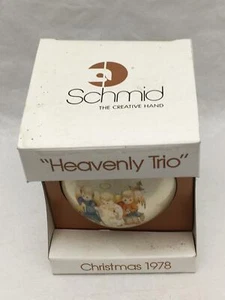 Schmid
THE CREATIVE HAND
"Heavenly Trio"
Christmas 1978